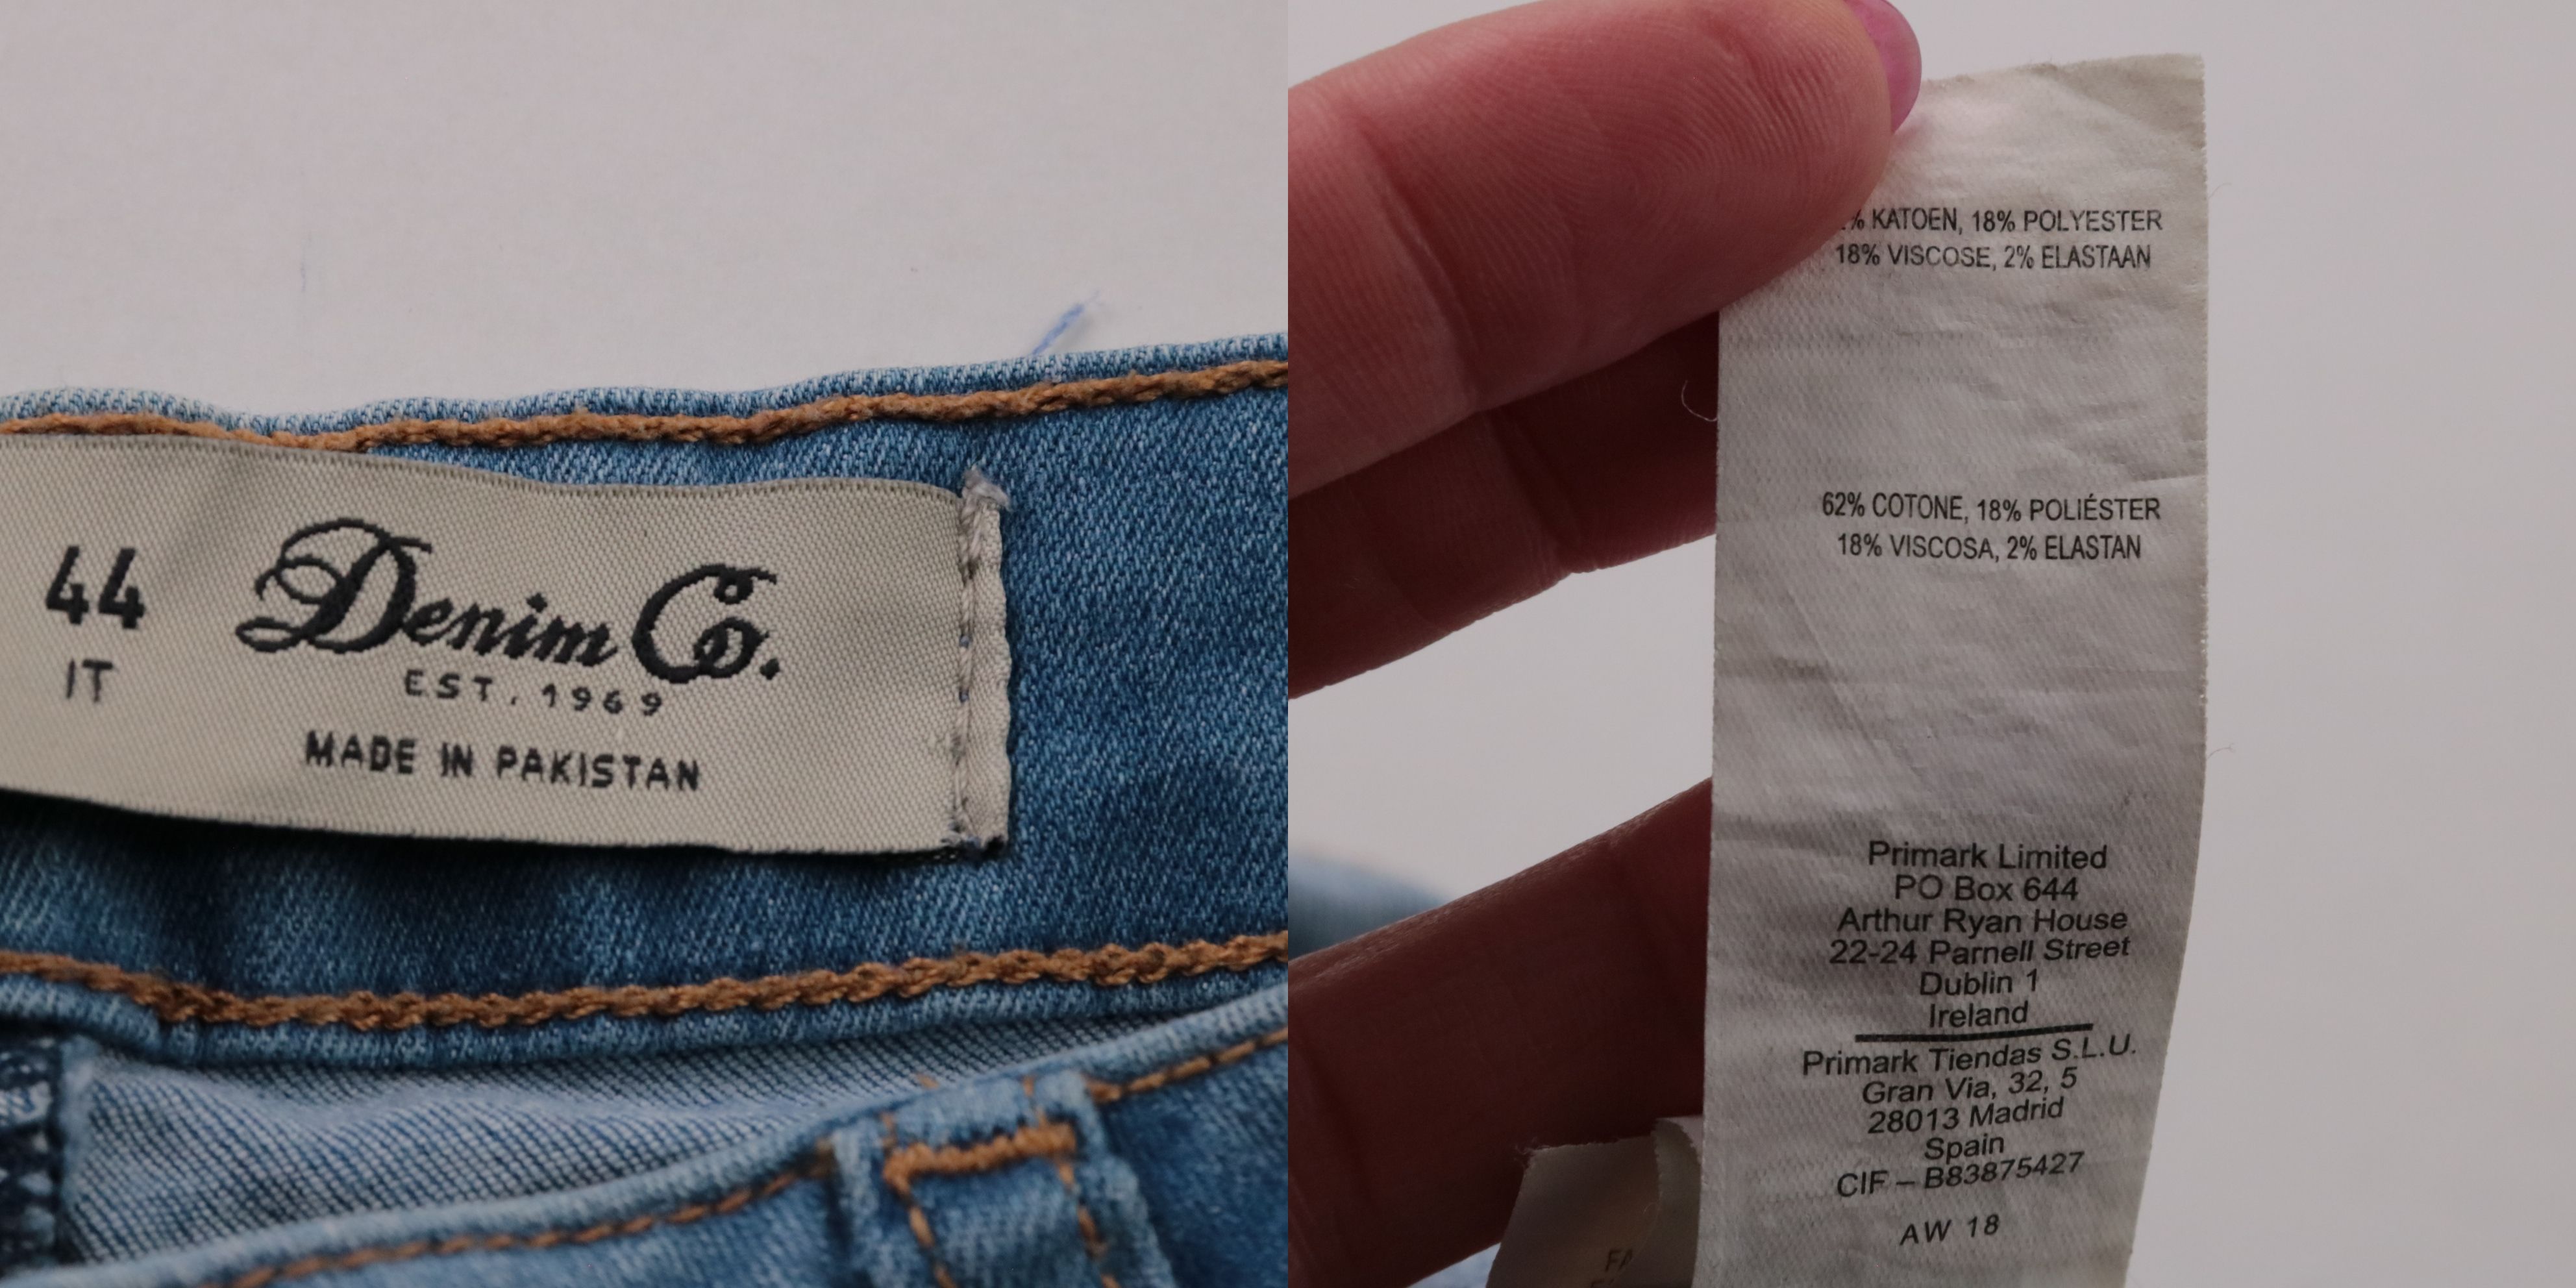 44
IT
Denim Co.
EST. 1969
MADE IN PAKISTAN
% KATOEN, 18% POLYESTER
18% VISCOSE, 2% ELASTAAN
62% COTONE, 18% POLIÉSTER
18% VISCOSA, 2% ELASTAN
Primark Limited
PO Box 644
Arthur Ryan House
22-24 Parnell Street
Dublin 1
Ireland
Primark Tiendas S.L.U.
Gran Via, 32, 5
28013 Madrid
Spain
CIF – B83875427
AW 18